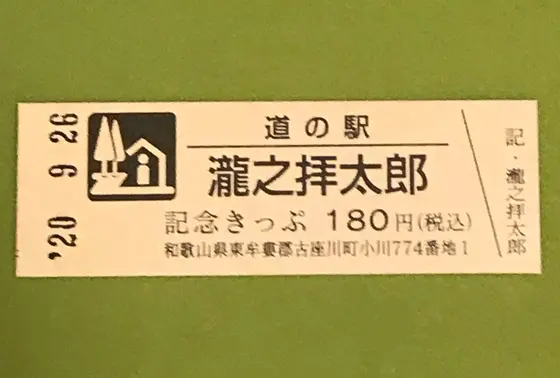 '20 9 26
道の駅
瀧之拝太郎
記念きっぷ 180円(税込)
和歌山県東牟婁郡古座川町小川774番地1
記・瀧之拝太郎